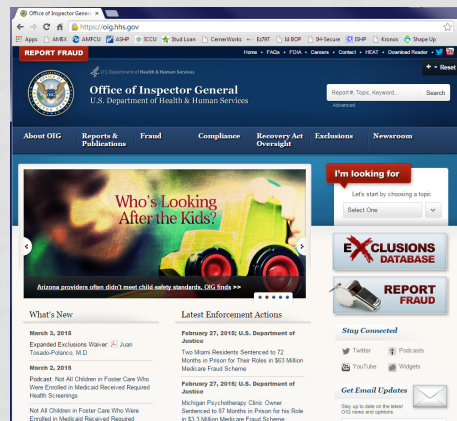 Office of Inspector Genera
https://oig.hhs.gov
Apps AMEX AMFCU ASHP ICCU Stud Loan CernerWorks Ez787 Id BOP IH-Secure ISHP Kronos Shape Up
REPORT FRAUD
Home • FAQs • FOIA • Careers • Contact • HEAT • Download Reader •
+ - Reset
U.S. Department of Health & Human Services
Office of Inspector General
U.S. Department of Health & Human Services
Report #, Topic, Keyword, Search
Advanced
About OIG Reports & Publications Fraud Compliance Recovery Act Oversight Exclusions Newsroom
I'm looking for
Let's start by choosing a topic
Select One
Who's Looking
After the Kids?
Arizona providers often didn't meet child safety standards, OIG finds >>
EXCLUSIONS
DATABASE
REPORT
FRAUD
What's New
March 3, 2015
Expanded Exclusions Waiver: Juan
Tosado-Polanco, M.D.
March 2, 2015
Podcast: Not All Children in Foster Care Who
Were Enrolled in Medicaid Received Required
Health Screenings
Not All Children in Foster Care Who Were
Enrolled in Medicaid Received Required
Latest Enforcement Actions
February 27, 2015; U.S. Department of
Justice
Two Miami Residents Sentenced to 72
Months in Prison for Their Roles in $63 Million
Medicare Fraud Scheme
February 27, 2015; U.S. Department of
Justice
Michigan Psychotherapy Clinic Owner
Sentenced to 87 Months in Prison for his Role
in $3.3 Million Medicare Fraud Scheme
Stay Connected
Twitter Podcasts
YouTube Widgets
Get Email Updates
Stay up to date on the latest
OIG news and opinions